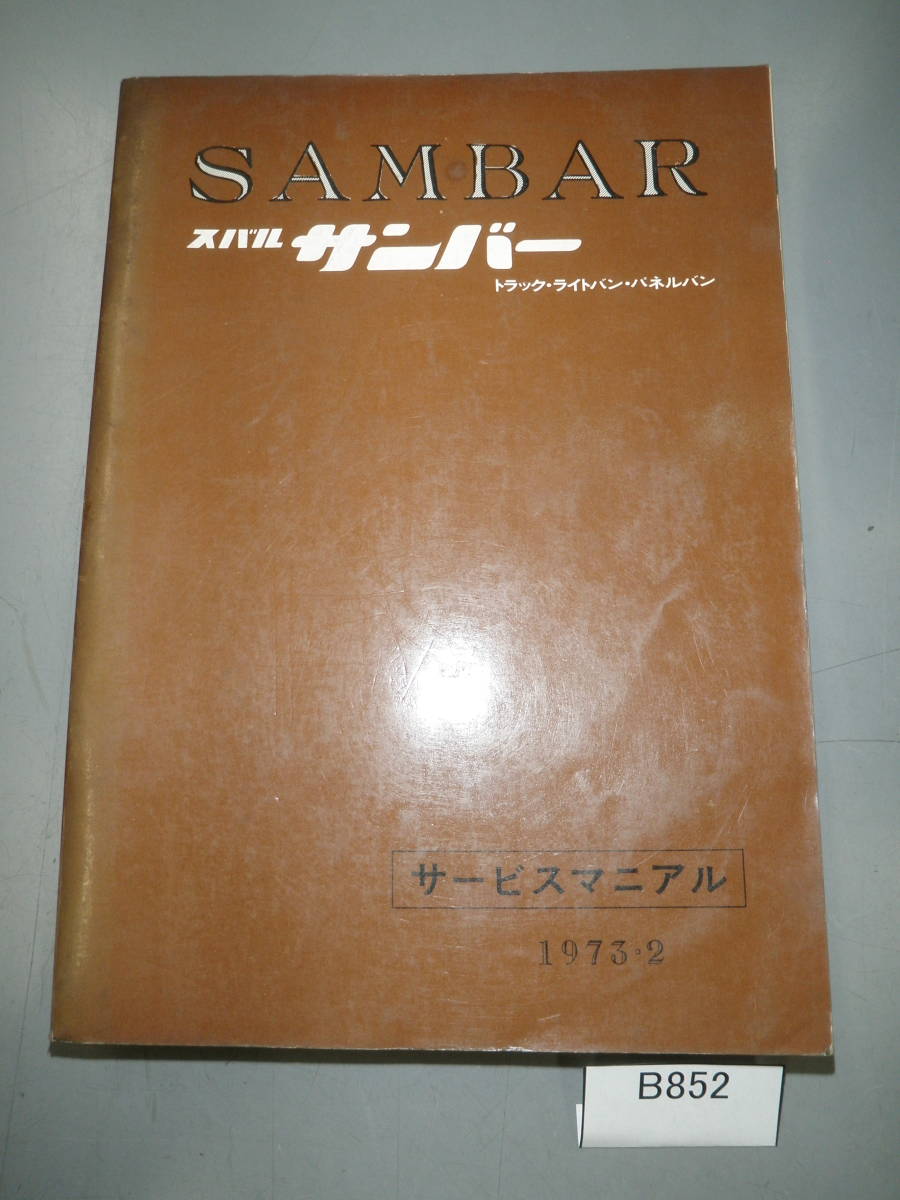 SAMBAR
スバル サンバー
トラック・ライトバン・パネルバン
サービスマニアル
1973・2
B852